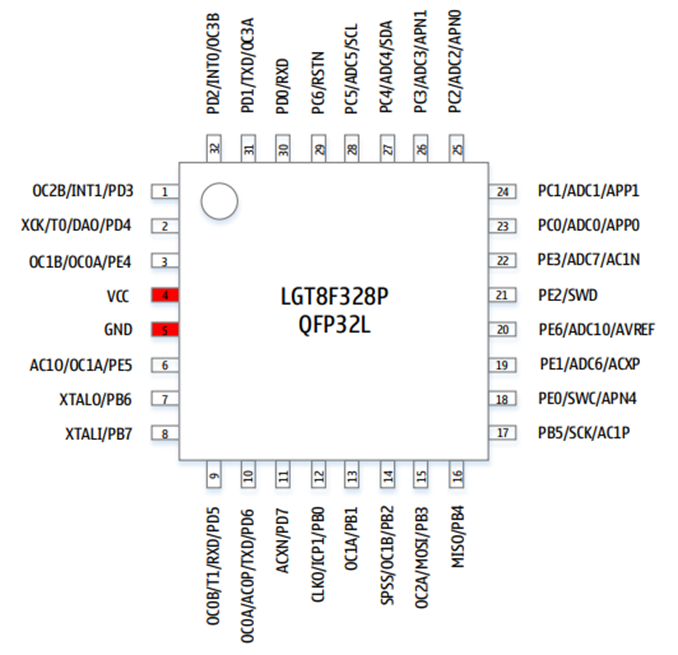 PD2/INT0/OC3B
PD1/TXD/OC3A
PD0/RXD
PC6/RSTN
PC5/ADC5/SCL
PC4/ADC4/SDA
PC3/ADC3/APN1
PC2/ADC2/APN0
32
31
30
29
28
27
26
25
OC2B/INT1/PD3 1
XCK/T0/DAO/PD4 2
OC1B/OC0A/PE4 3
VCC 4
GND 5
AC1O/OC1A/PE5 6
XTALO/PB6 7
XTALI/PB7 8
LGT8F328P
QFP32L
24 PC1/ADC1/APP1
23 PC0/ADC0/APP0
22 PE3/ADC7/AC1N
21 PE2/SWD
20 PE6/ADC10/AVREF
19 PE1/ADC6/ACXP
18 PE0/SWC/APN4
17 PB5/SCK/AC1P
9
10
11
12
13
14
15
16
OC0B/T1/RXD/PD5
OC0A/AC0P/TXD/PD6
ACXN/PD7
CLKO/ICP1/PB0
OC1A/PB1
SPSS/OC1B/PB2
OC2A/MOSI/PB3
MISO/PB4